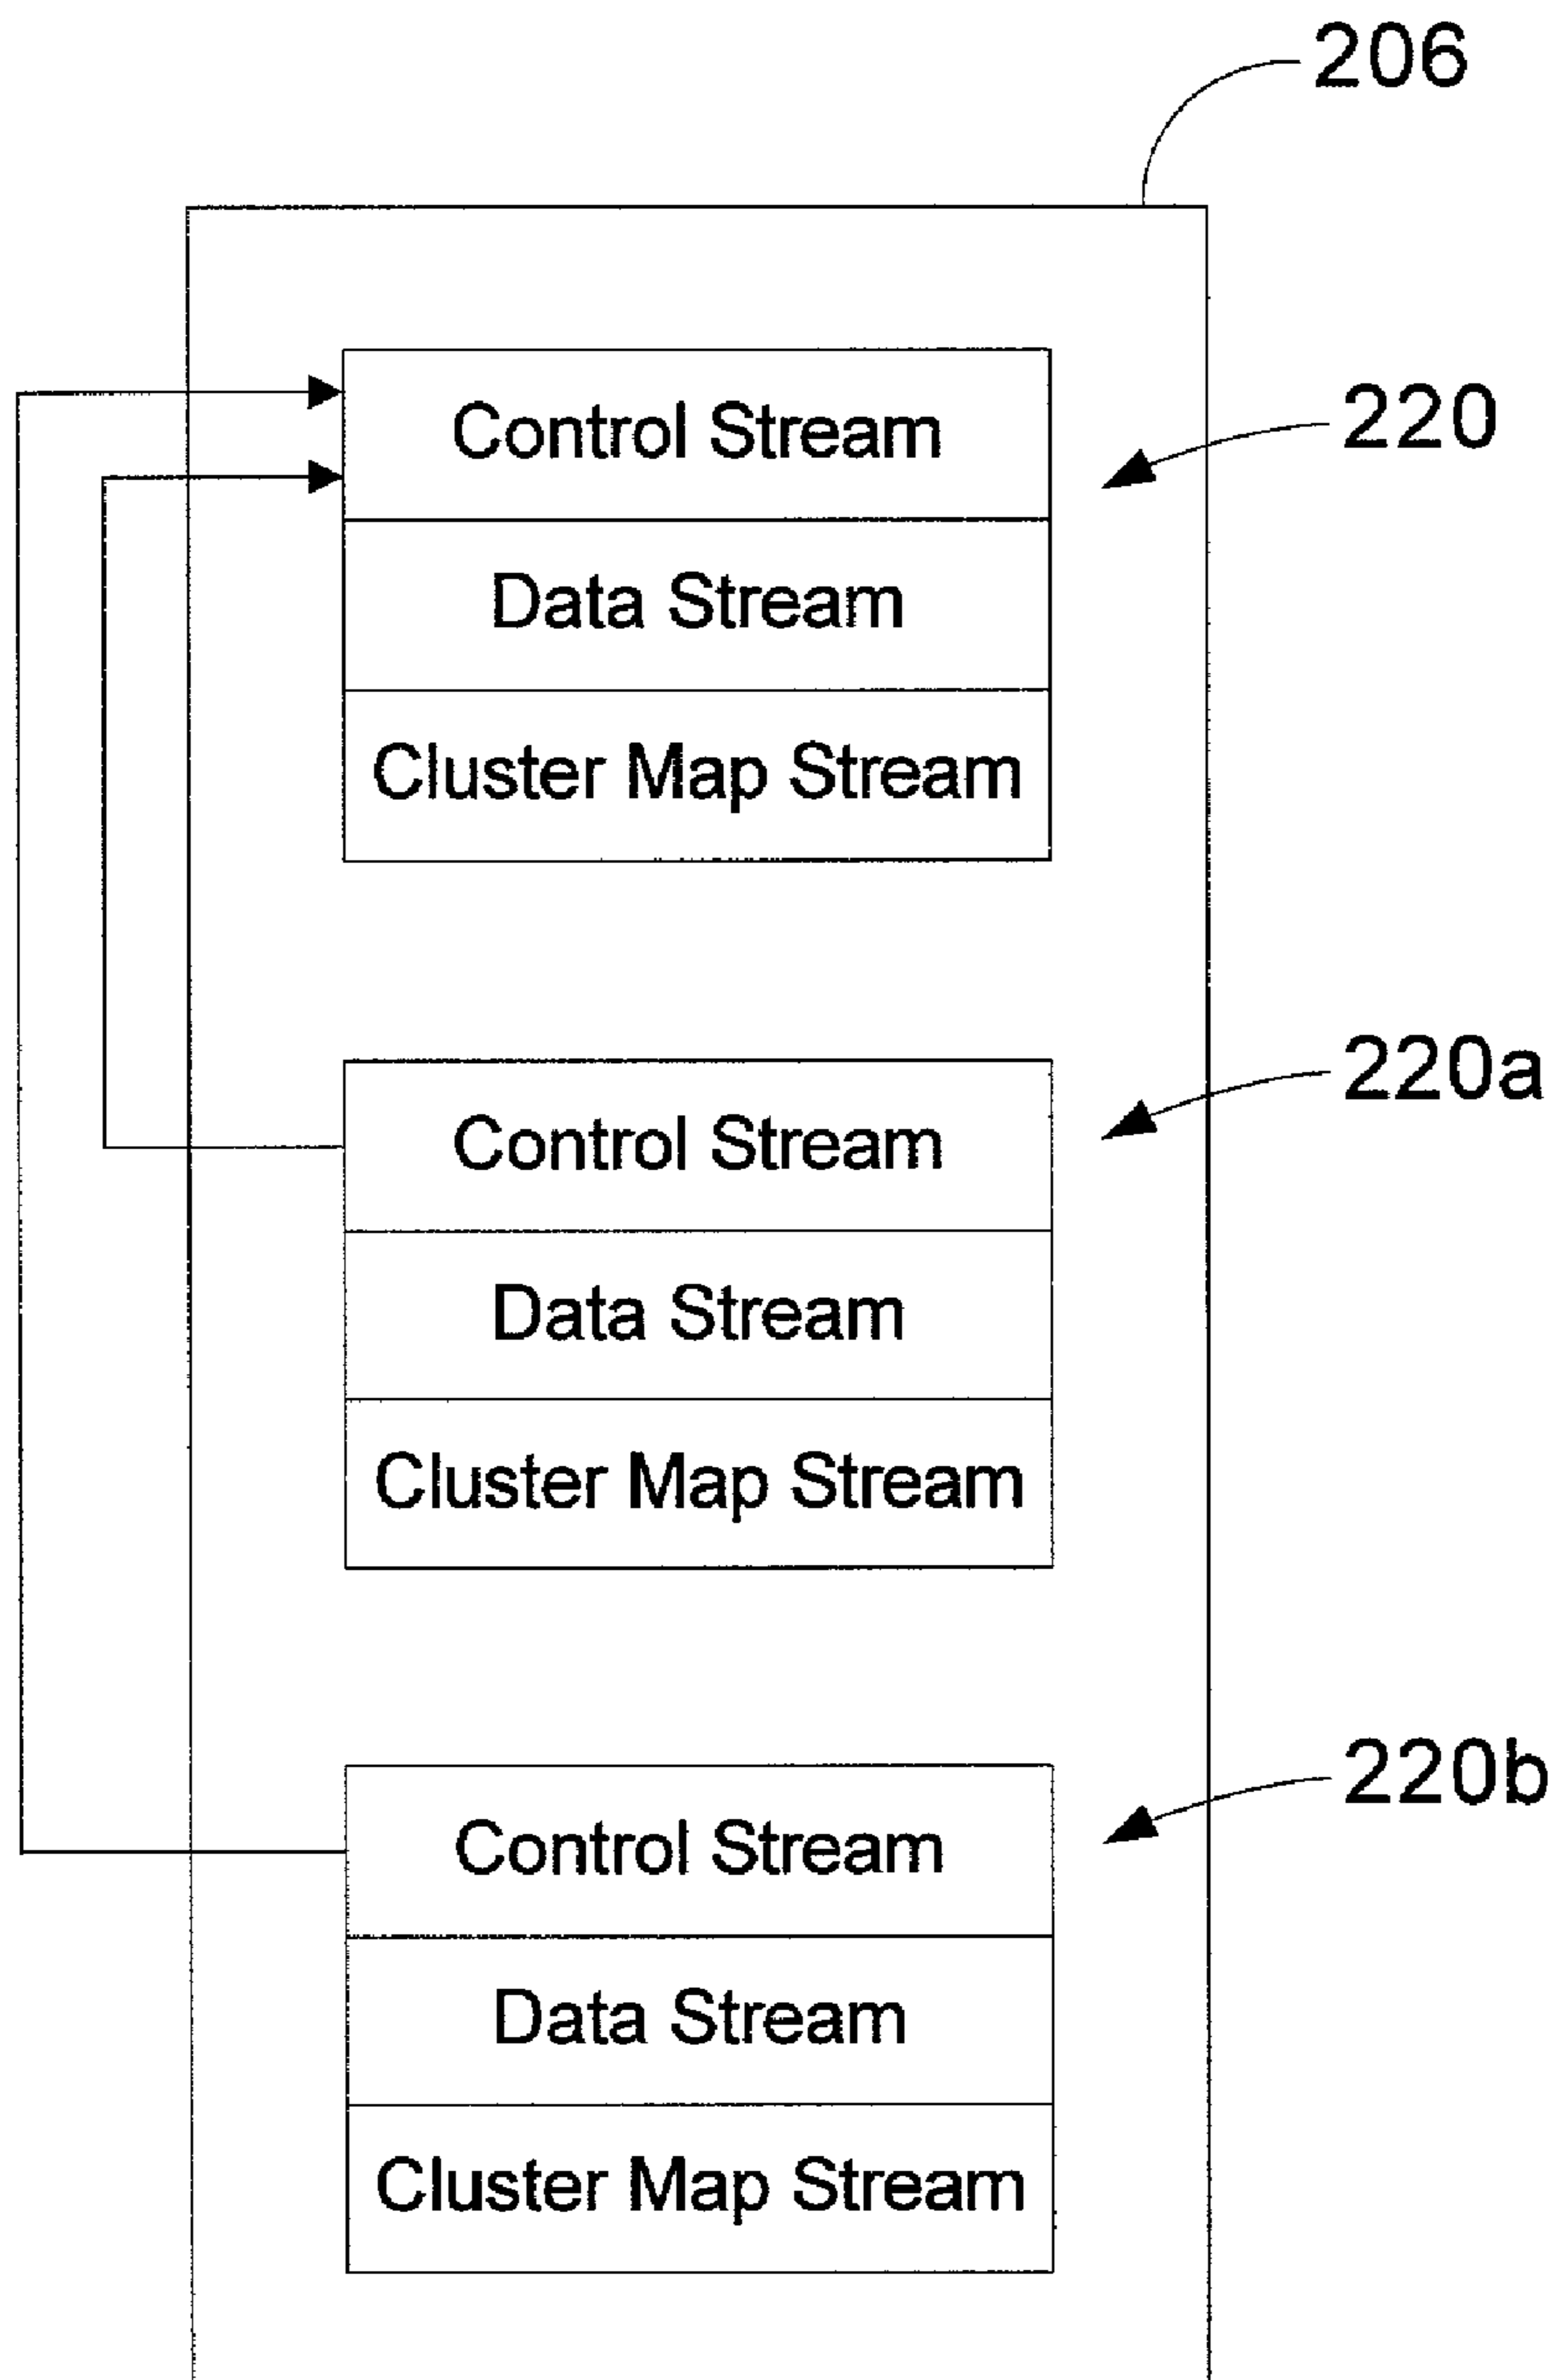 206
Control Stream
220
Data Stream
Cluster Map Stream
220a
Control Stream
Data Stream
Cluster Map Stream
220b
Control Stream
Data Stream
Cluster Map Stream